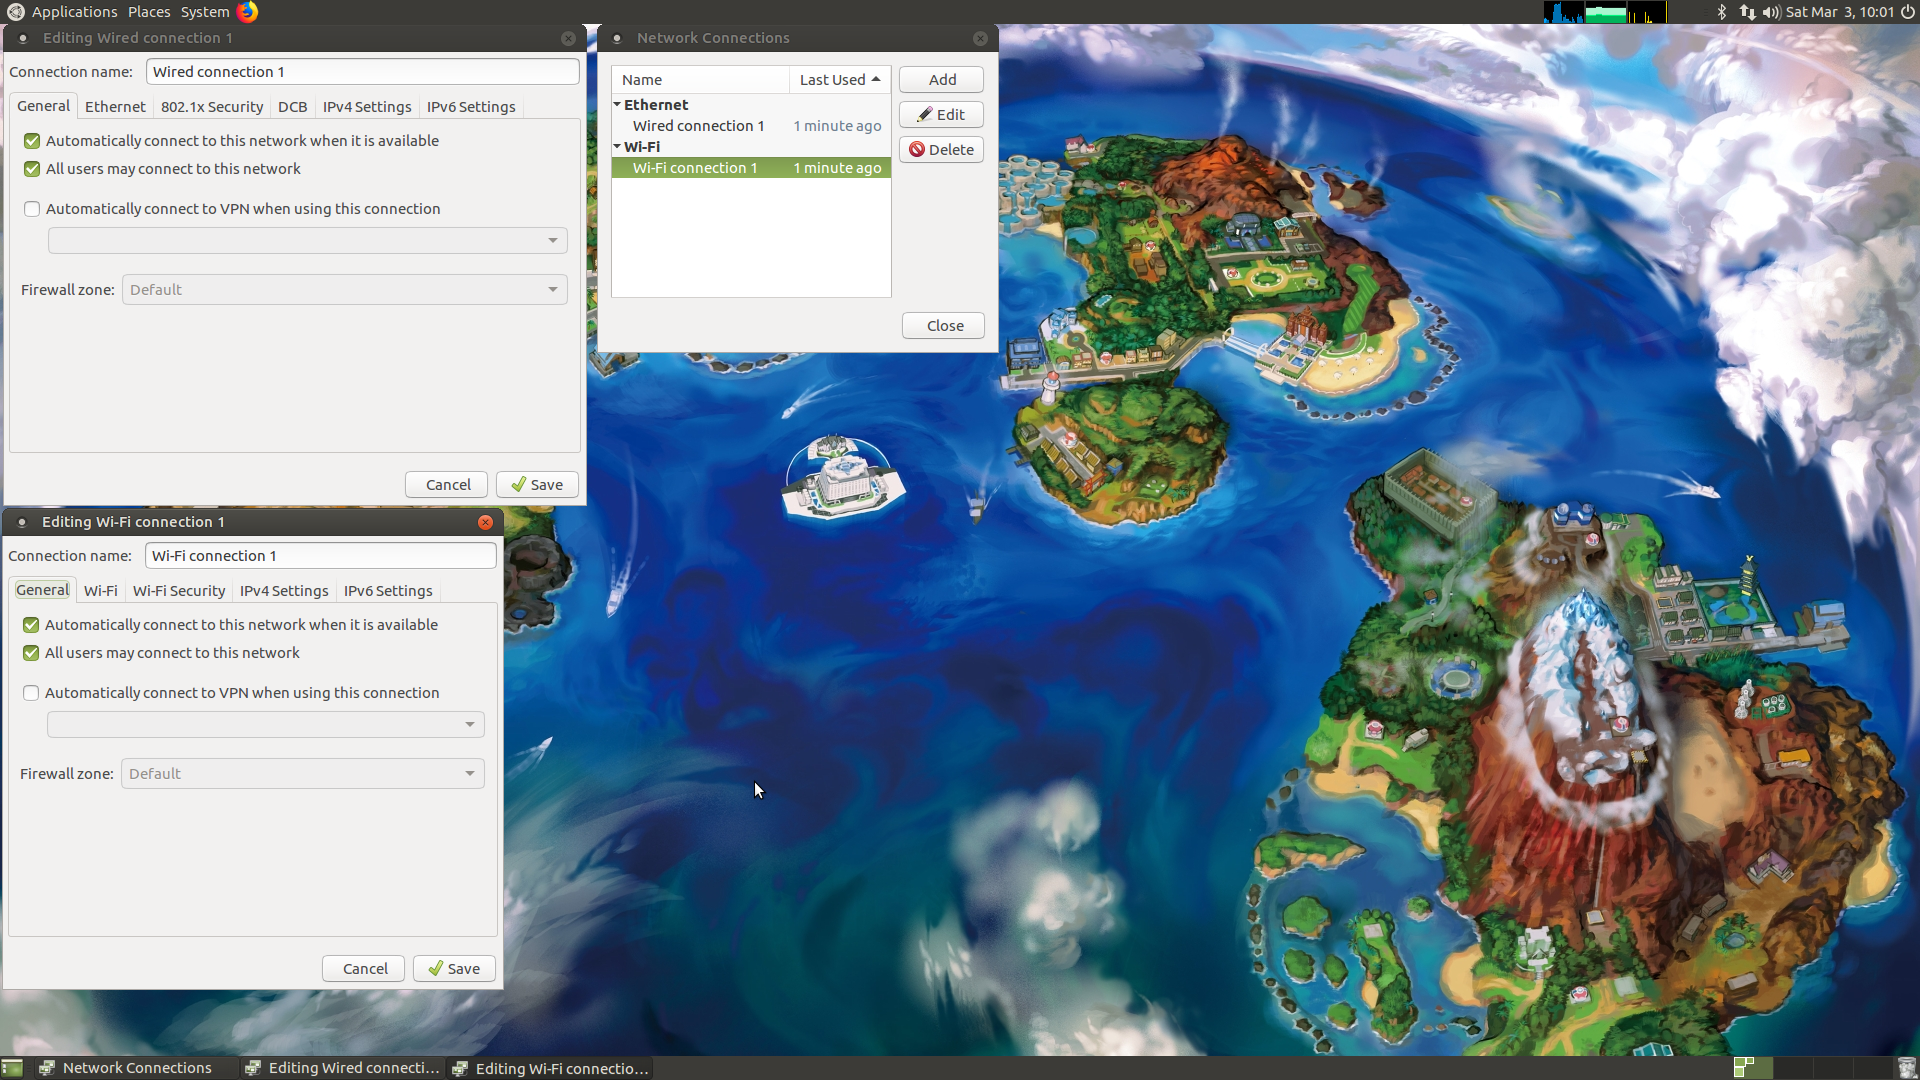 Applications Places System
Sat Mar 3, 10:01
Editing Wired connection 1
Connection name: Wired connection 1
General Ethernet 802.1x Security DCB IPv4 Settings IPv6 Settings
Automatically connect to this network when it is available
All users may connect to this network
Automatically connect to VPN when using this connection
Firewall zone: Default
Cancel Save
Network Connections
Name Last Used
Ethernet
Wired connection 1 1 minute ago
Wi-Fi
Wi-Fi connection 1 1 minute ago
Add
Edit
Delete
Close
Editing Wi-Fi connection 1
Connection name: Wi-Fi connection 1
General Wi-Fi Wi-Fi Security IPv4 Settings IPv6 Settings
Automatically connect to this network when it is available
All users may connect to this network
Automatically connect to VPN when using this connection
Firewall zone: Default
Cancel Save
Network Connections Editing Wired connecti... Editing Wi-Fi connectio...